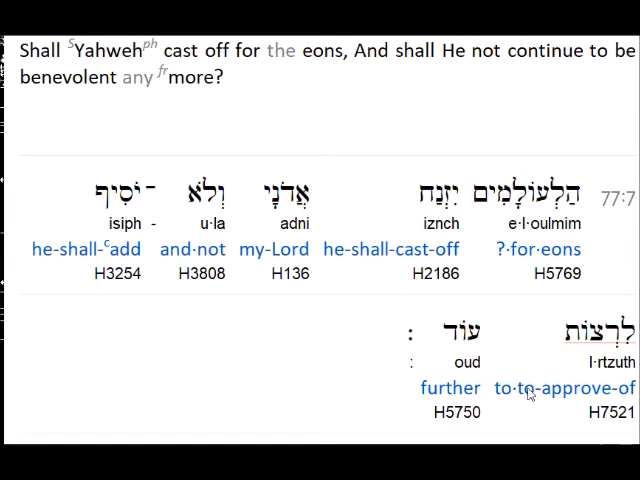 Shall SYahwehph cast off for the eons, And shall He not continue to be
benevolent any frmore?
77:7 הַלְעוֹלָמִים יִזְנַח אֲדֹנָי וְלֹא ־ יֹסִיף
isiph - u·la adni iznch e·l·oulmim
he-shall-cadd and·not my-Lord he-shall-cast-off ?·for·eons
H3254 H3808 H136 H2186 H5769
לִרְצוֹת עוֹד :
: oud l·rtzuth
further to·to-approve-of
H5750 H7521